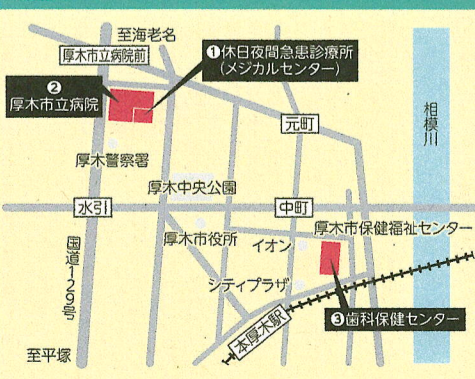 至海老名
厚木市立病院前
❶休日夜間急患診療所
(メジカルセンター)
❷
厚木市立病院
元町
相模川
厚木警察署
厚木中央公園
水引
中町
厚木市保健福祉センター
厚木市役所
イオン
国道129号
シティプラザ
本厚木駅
❸歯科保健センター
至平塚